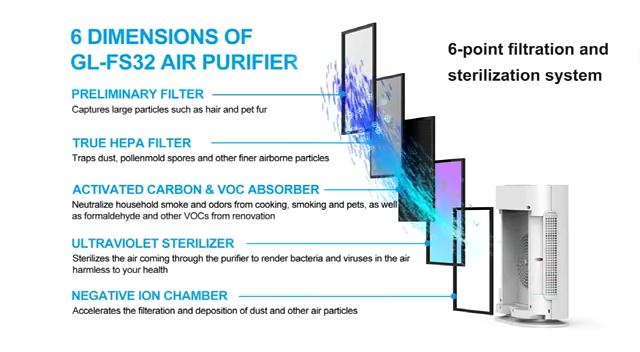 6 DIMENSIONS OF
GL-FS32 AIR PURIFIER
6-point filtration and
sterilization system
PRELIMINARY FILTER
Captures large particles such as hair and pet fur
TRUE HEPA FILTER
Traps dust, pollenmold spores and other finer airborne particles
ACTIVATED CARBON & VOC ABSORBER
Neutralize household smoke and odors from cooking, smoking and pets, as well
as formaldehyde and other VOCs from renovation
ULTRAVIOLET STERILIZER
Sterilizes the air coming through the purifier to render bacteria and viruses in the air
harmless to your health
NEGATIVE ION CHAMBER
Accelerates the filteration and deposition of dust and other air particles